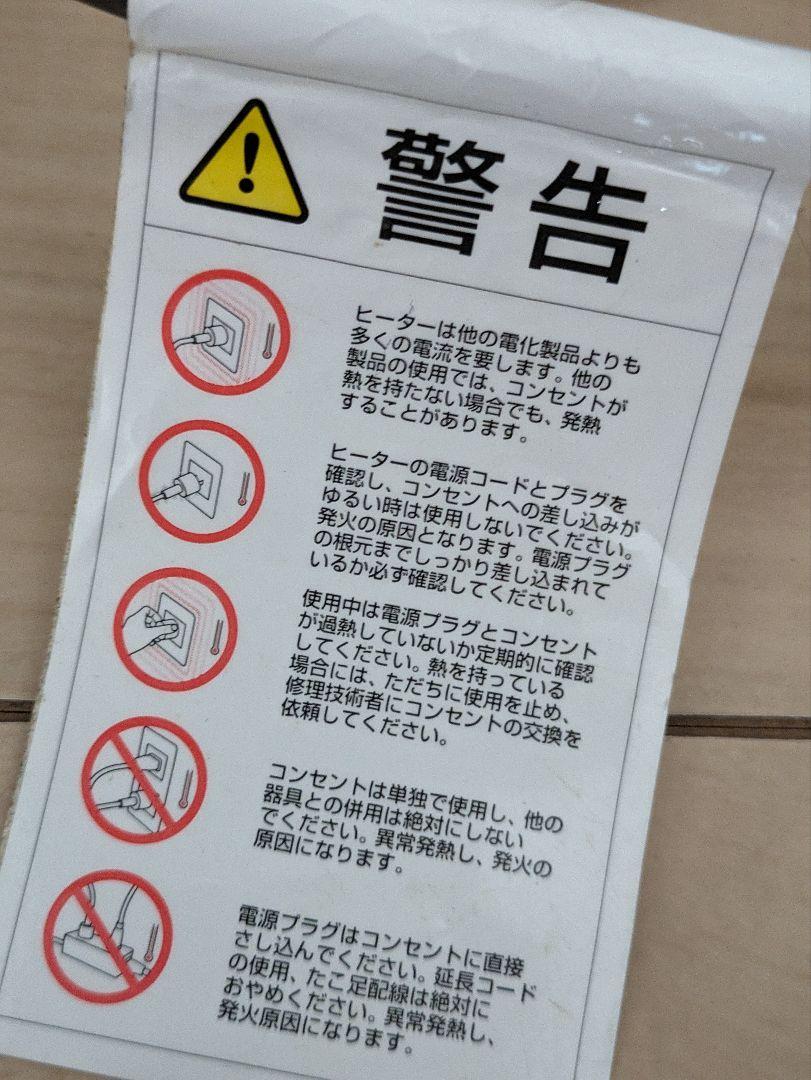 警告
ヒーターは他の電化製品よりも
多くの電流を要します。他の
製品の使用では、コンセントが
熱を持たない場合でも、発熱
することがあります。
ヒーターの電源コードとプラグを
確認し、コンセントへの差し込みが
ゆるい時は使用しないでください。
発火の原因となります。電源プラグ
の根元までしっかり差し込まれて
いるか必ず確認してください。
使用中は電源プラグとコンセント
が過熱していないか定期的に確認
してください。熱を持っている
場合には、ただちに使用を止め、
修理技術者にコンセントの交換を
依頼してください。
コンセントは単独で使用し、他の
器具との併用は絶対にしない
でください。異常発熱し、発火の
原因になります。
電源プラグはコンセントに直接
さし込んでください。延長コード
の使用、たこ足配線は絶対に
おやめください。異常発熱し、
発火原因になります。